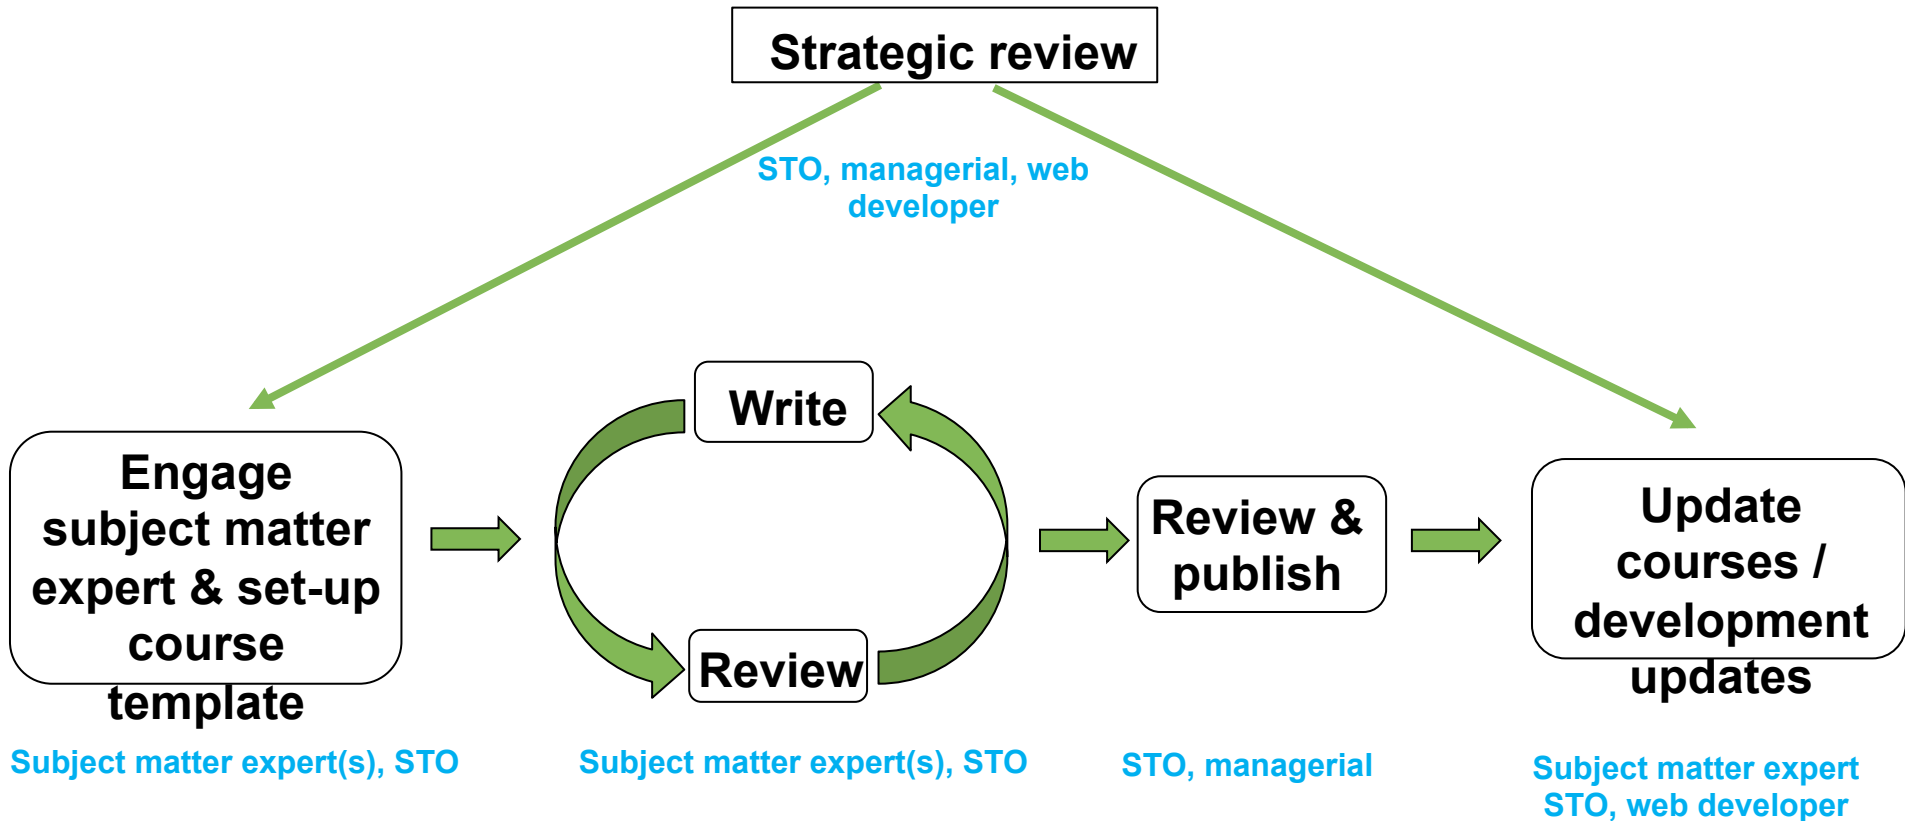 Strategic review
STO, managerial, web
developer
Engage
subject matter
expert & set-up
course
template
Subject matter expert(s), STO
Write
Review
Subject matter expert(s), STO
Review &
publish
STO, managerial
Update
courses /
development
updates
Subject matter expert
STO, web developer